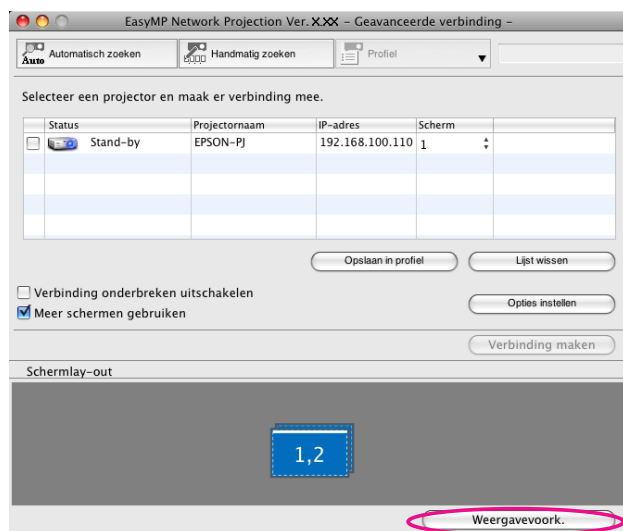 EasyMP Network Projection Ver. X.XX – Geavanceerde verbinding –
Auto Automatisch zoeken Handmatig zoeken Profiel
Selecteer een projector en maak er verbinding mee.
Status Projectornaam IP-adres Scherm
Stand-by EPSON-PJ 192.168.100.110 1
Opslaan in profiel Lijst wissen
Verbinding onderbreken uitschakelen
Opties instellen
Meer schermen gebruiken
Verbinding maken
Schermlay-out
1,2
Weergavevoork.